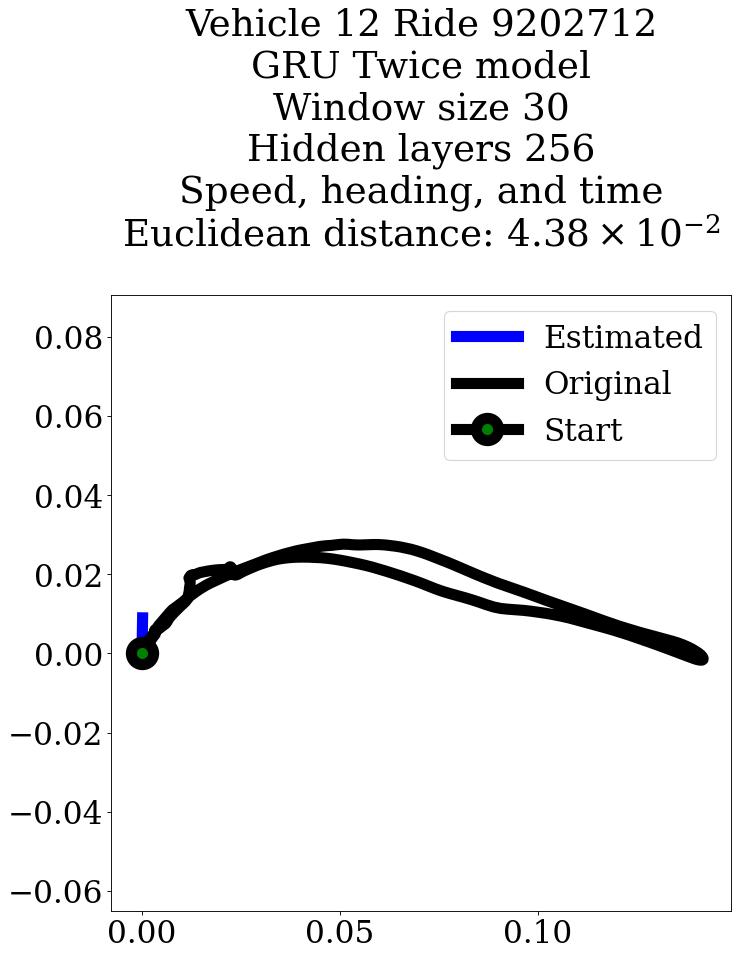 Vehicle 12 Ride 9202712
GRU Twice model
Window size 30
Hidden layers 256
Speed, heading, and time
Euclidean distance: 4.38 × 10⁻²
Estimated
Original
Start
0.08
0.06
0.04
0.02
0.00
−0.02
−0.04
−0.06
0.00 0.05 0.10